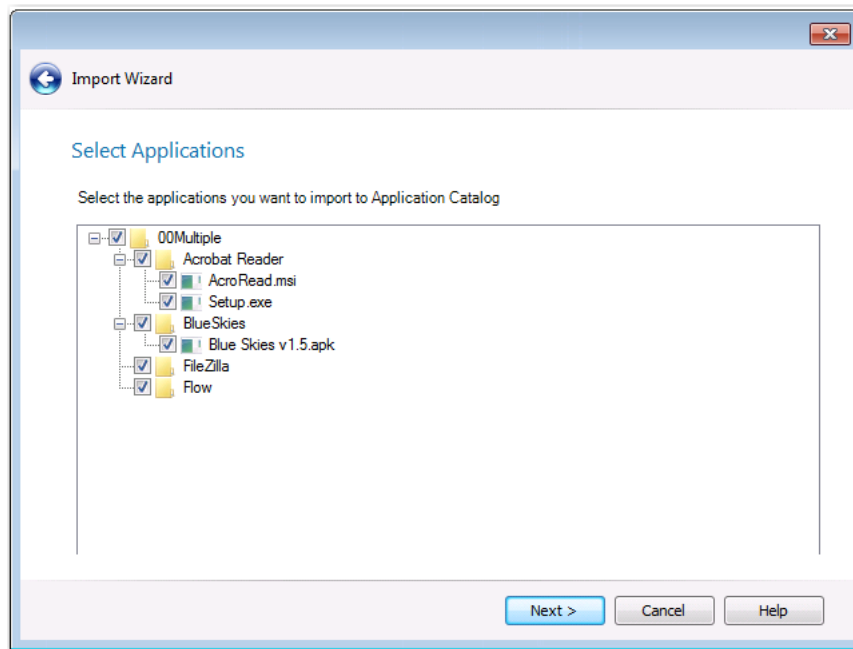 Import Wizard
Select Applications
Select the applications you want to import to Application Catalog
00Multiple
Acrobat Reader
AcroRead.msi
Setup.exe
BlueSkies
Blue Skies v1.5.apk
FileZilla
Flow
Next >
Cancel
Help